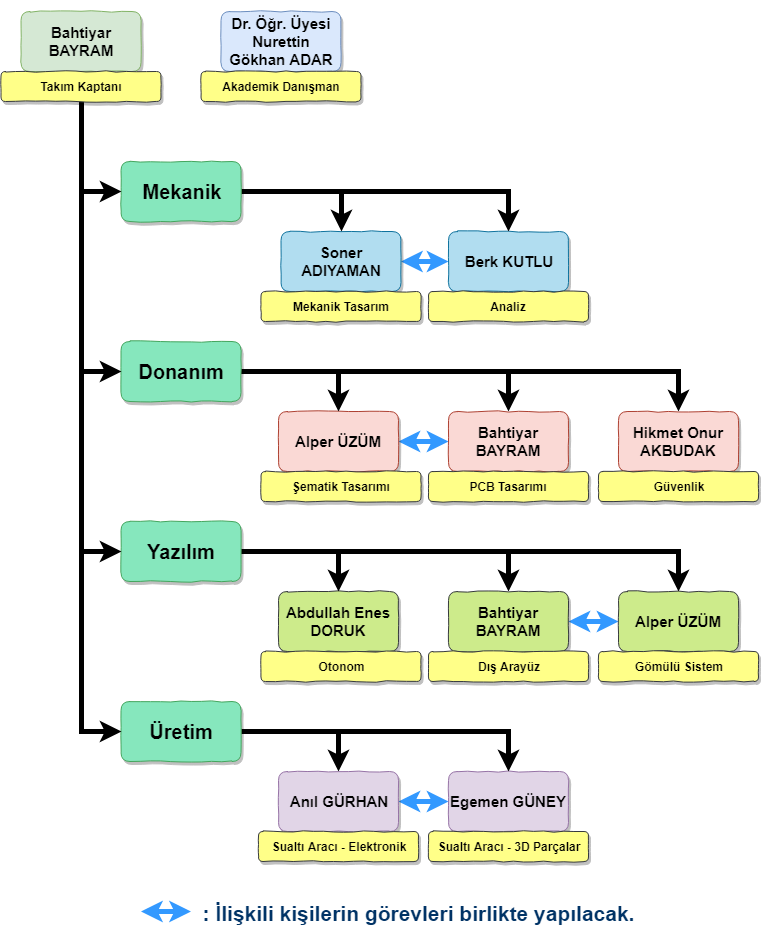 Bahtiyar
BAYRAM
Takım Kaptanı
Dr. Öğr. Üyesi
Nurettin
Gökhan ADAR
Akademik Danışman
Mekanik
Soner
ADIYAMAN
Mekanik Tasarım
Berk KUTLU
Analiz
Donanım
Alper ÜZÜM
Şematik Tasarımı
Bahtiyar
BAYRAM
PCB Tasarımı
Hikmet Onur
AKBUDAK
Güvenlik
Yazılım
Abdullah Enes
DORUK
Otonom
Bahtiyar
BAYRAM
Dış Arayüz
Alper ÜZÜM
Gömülü Sistem
Üretim
Anıl GÜRHAN
Sualtı Aracı - Elektronik
Egemen GÜNEY
Sualtı Aracı - 3D Parçalar
: İlişkili kişilerin görevleri birlikte yapılacak.